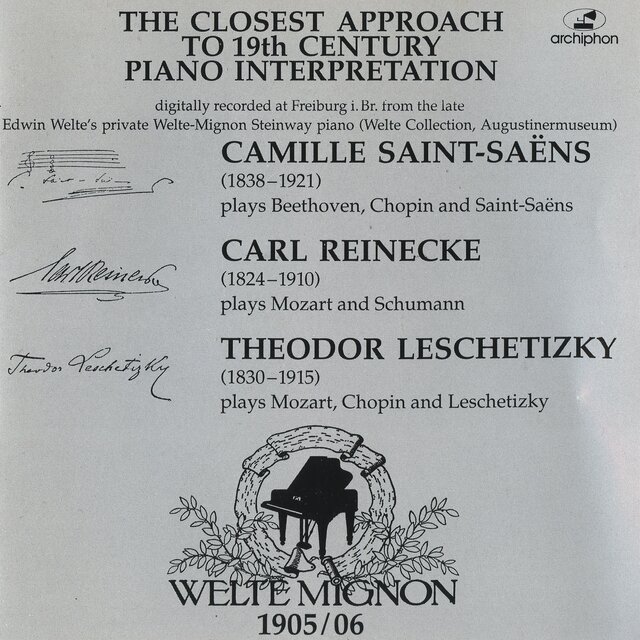 THE CLOSEST APPROACH
TO 19th CENTURY
PIANO INTERPRETATION
archiphon
digitally recorded at Freiburg i. Br. from the late
Edwin Welte's private Welte-Mignon Steinway piano (Welte Collection, Augustinermuseum)
CAMILLE SAINT-SAËNS
(1838–1921)
plays Beethoven, Chopin and Saint-Saëns
Carl Reinecke
CARL REINECKE
(1824–1910)
plays Mozart and Schumann
Theodor Leschetizky
THEODOR LESCHETIZKY
(1830–1915)
plays Mozart, Chopin and Leschetizky
WELTE MIGNON
1905/06